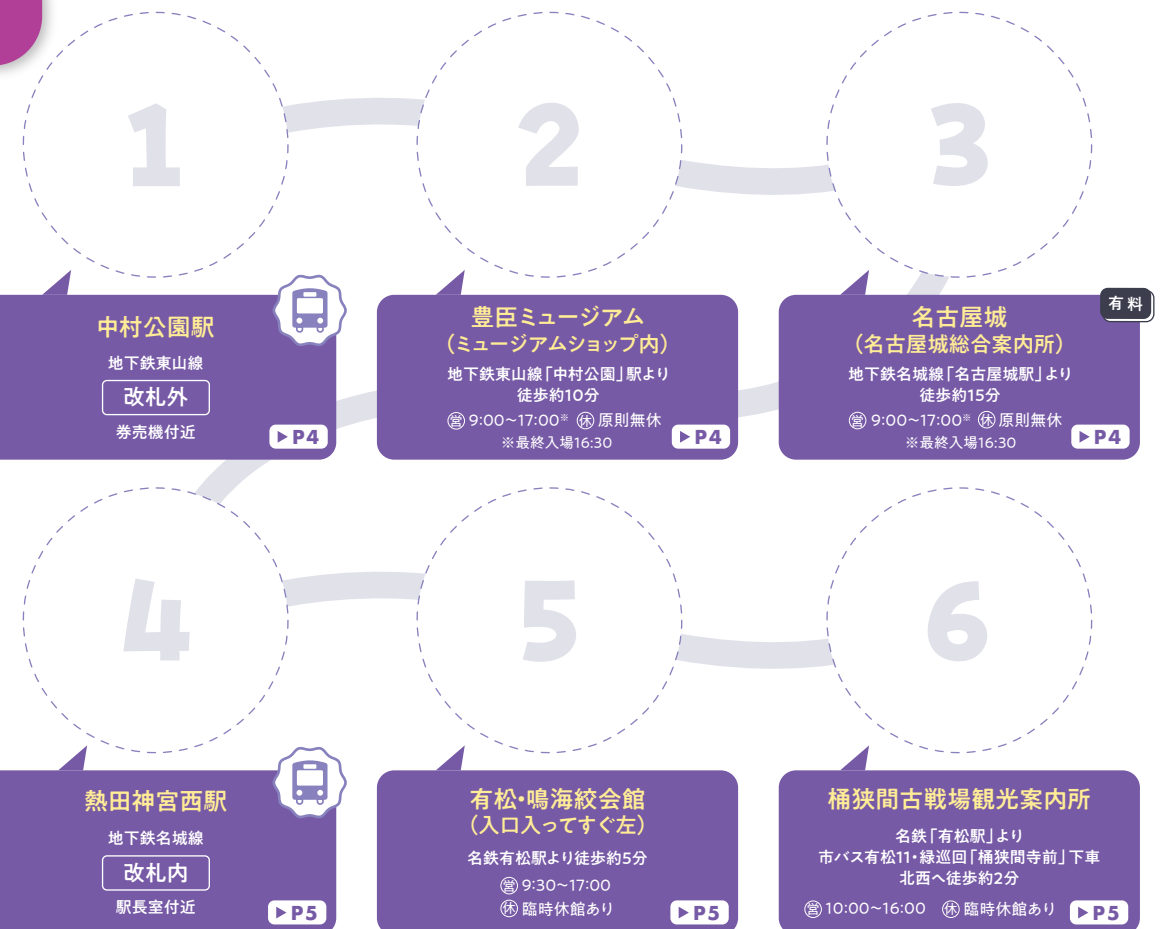 1
2
3
中村公園駅
地下鉄東山線
改札外
券売機付近
▶P4
豊臣ミュージアム
(ミュージアムショップ内)
地下鉄東山線「中村公園」駅より
徒歩約10分
営 9:00~17:00※ 休 原則無休
※最終入場16:30
▶P4
有料
名古屋城
(名古屋城総合案内所)
地下鉄名城線「名古屋城駅」より
徒歩約15分
営 9:00~17:00※ 休 原則無休
※最終入場16:30
▶P4
4
5
6
熱田神宮西駅
地下鉄名城線
改札内
駅長室付近
▶P5
有松・鳴海絞会館
(入口入ってすぐ左)
名鉄有松駅より徒歩約5分
営 9:30~17:00
休 臨時休館あり
▶P5
桶狭間古戦場観光案内所
名鉄「有松駅」より
市バス有松11・緑巡回「桶狭間寺前」下車
北西へ徒歩約2分
営 10:00~16:00 休 臨時休館あり
▶P5